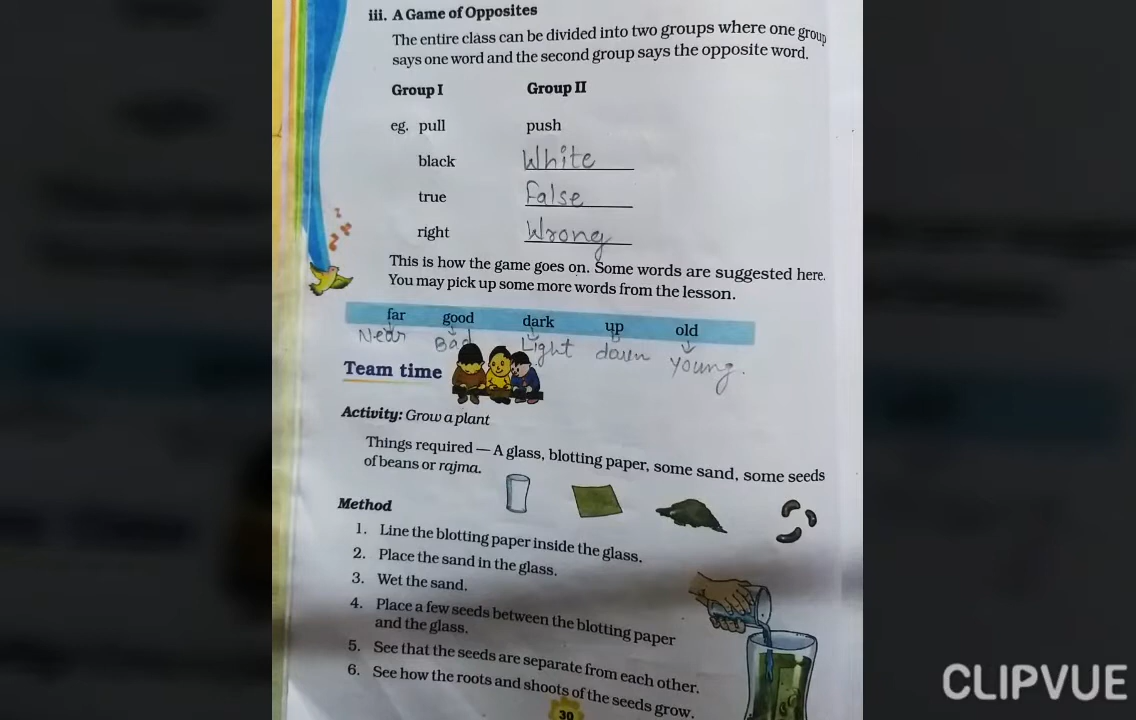 iii. A Game of Opposites
The entire class can be divided into two groups where one group
says one word and the second group says the opposite word.
Group I Group II
eg. pull push
black White
true False
right Wrong
This is how the game goes on. Some words are suggested here.
You may pick up some more words from the lesson.
far good dark up old
Near Bad Light down young.
Team time
Activity: Grow a plant
Things required — A glass, blotting paper, some sand, some seeds
of beans or rajma.
Method
1. Line the blotting paper inside the glass.
2. Place the sand in the glass.
3. Wet the sand.
4. Place a few seeds between the blotting paper
and the glass.
5. See that the seeds are separate from each other.
6. See how the roots and shoots of the seeds grow.
30
CLIPVUE